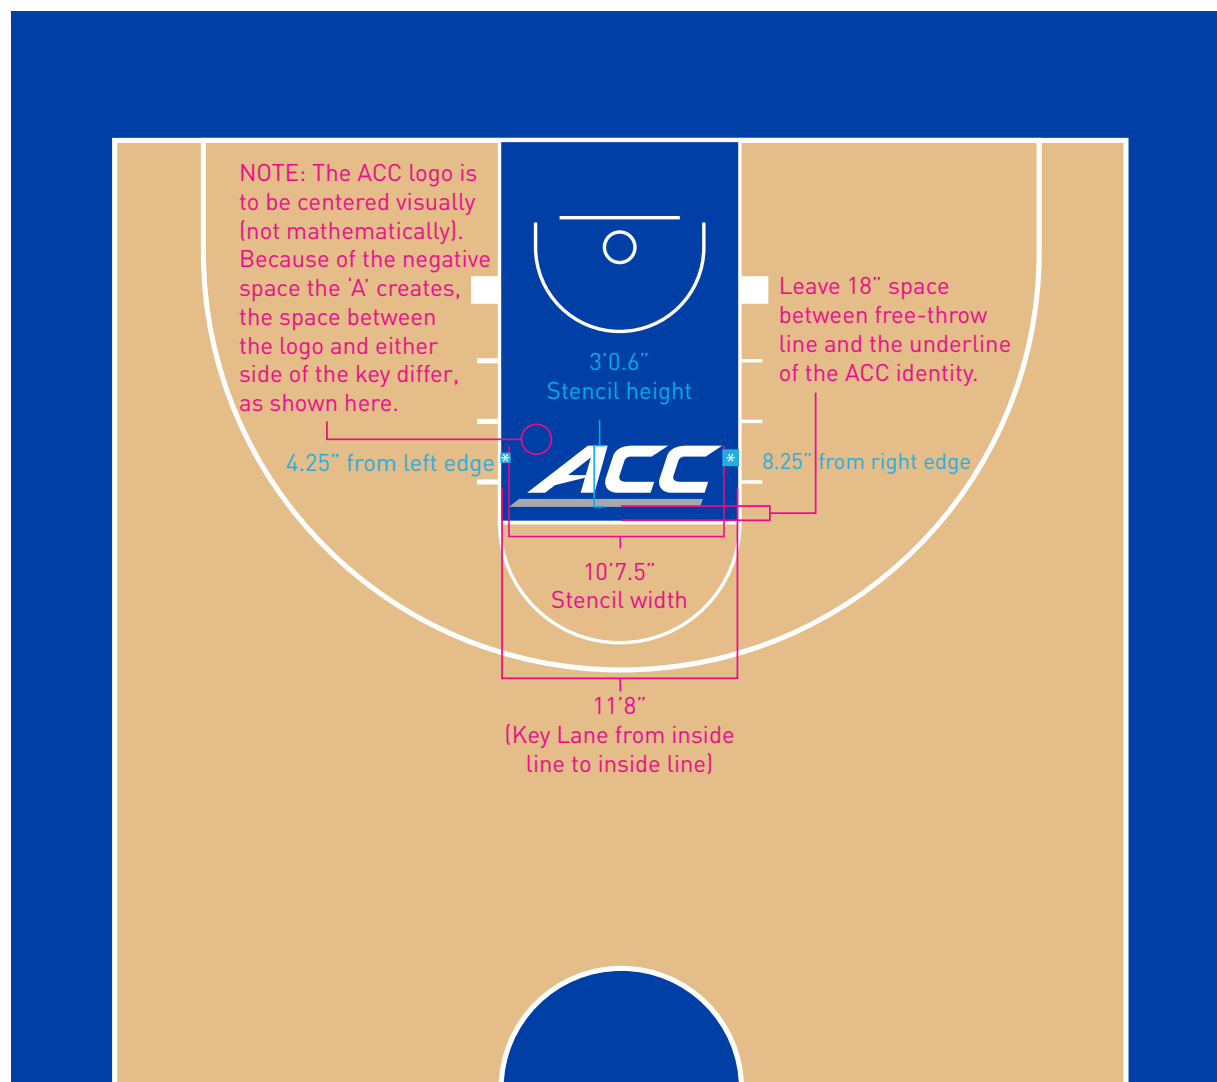 NOTE: The ACC logo is
to be centered visually
(not mathematically).
Because of the negative
space the ‘A’ creates,
the space between
the logo and either
side of the key differ,
as shown here.
Leave 18” space
between free-throw
line and the underline
of the ACC identity.
3’0.6”
Stencil height
4.25” from left edge
*
ACC
*
8.25” from right edge
10’7.5”
Stencil width
11’8”
(Key Lane from inside
line to inside line)